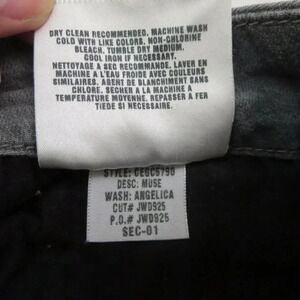 DRY CLEAN RECOMMENDED. MACHINE WASH
COLD WITH LIKE COLORS. NON-CHLORINE
BLEACH. TUMBLE DRY MEDIUM.
COOL IRON IF NECESSARY.
NETTOYAGE A SEC RECOMMANDE. LAVER EN
MACHINE A L'EAU FROIDE AVEC COULEURS
SIMILAIRES. AGENT DE BLANCHIMENT SANS
CHLORE. SECHER A LA MACHINE A
TEMPERATURE MOYENNE. REPASSER A FER
TIEDE SI NECESSAIRE.
STYLE: CEGC5796
DESC: MUSE
WASH: ANGELICA
CUT# JWD925
P.O.# JWD925
SEC-01